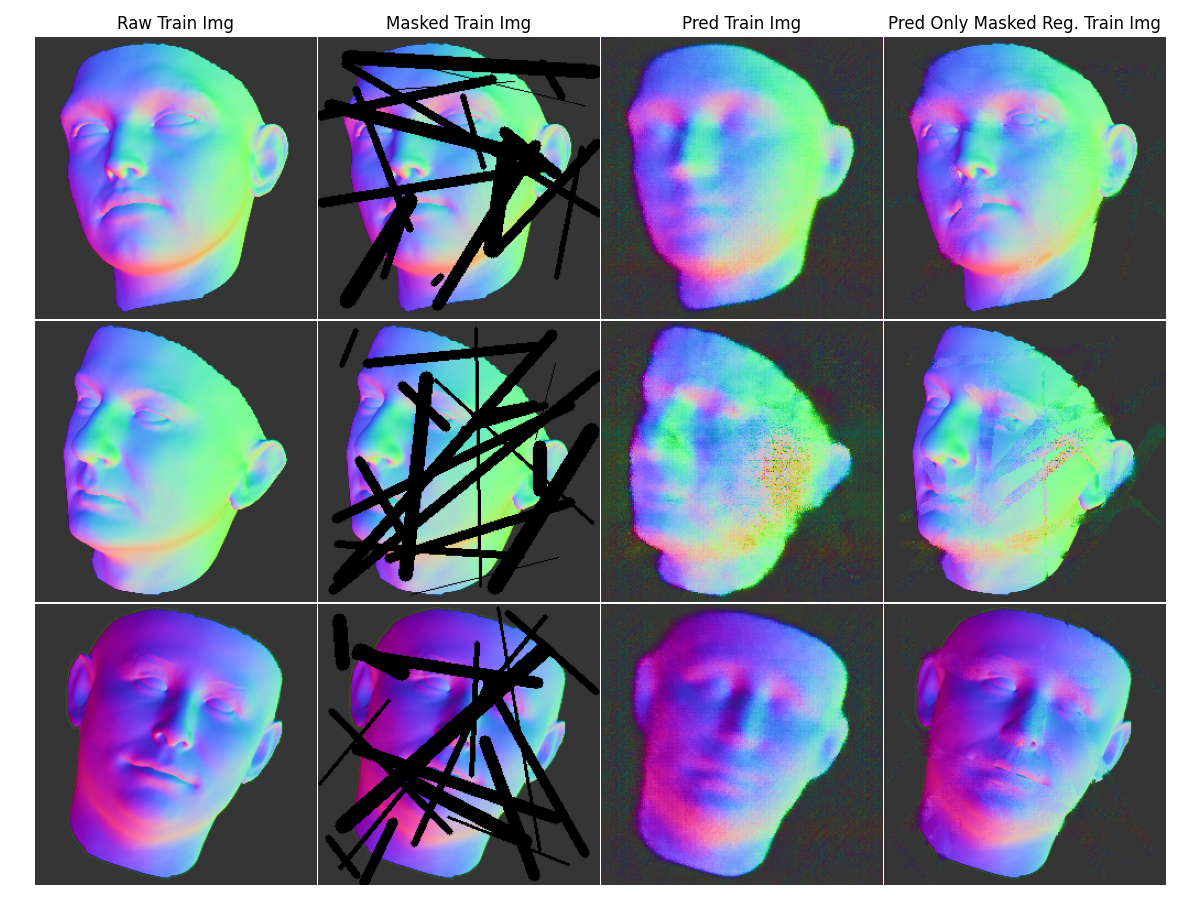 Raw Train Img
Masked Train Img
Pred Train Img
Pred Only Masked Reg. Train Img